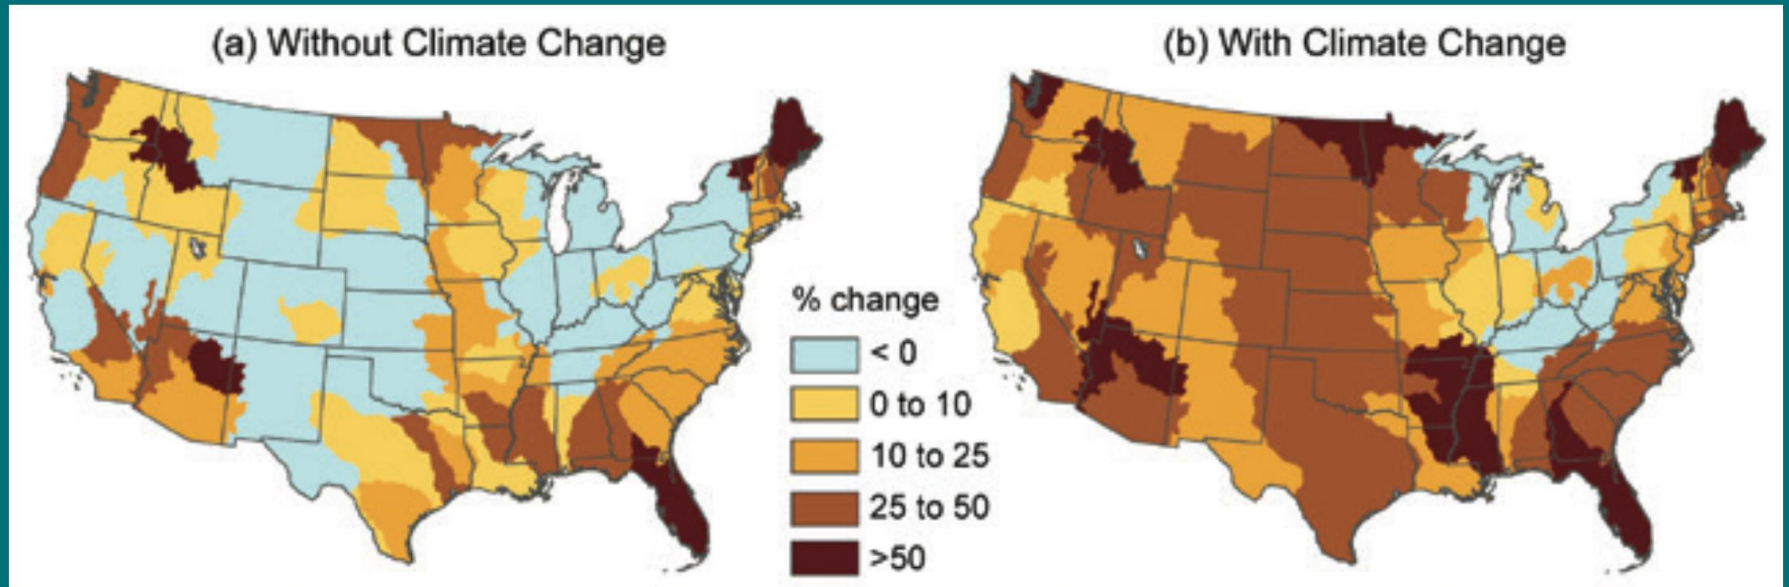 (a) Without Climate Change
(b) With Climate Change
% change
< 0
0 to 10
10 to 25
25 to 50
>50